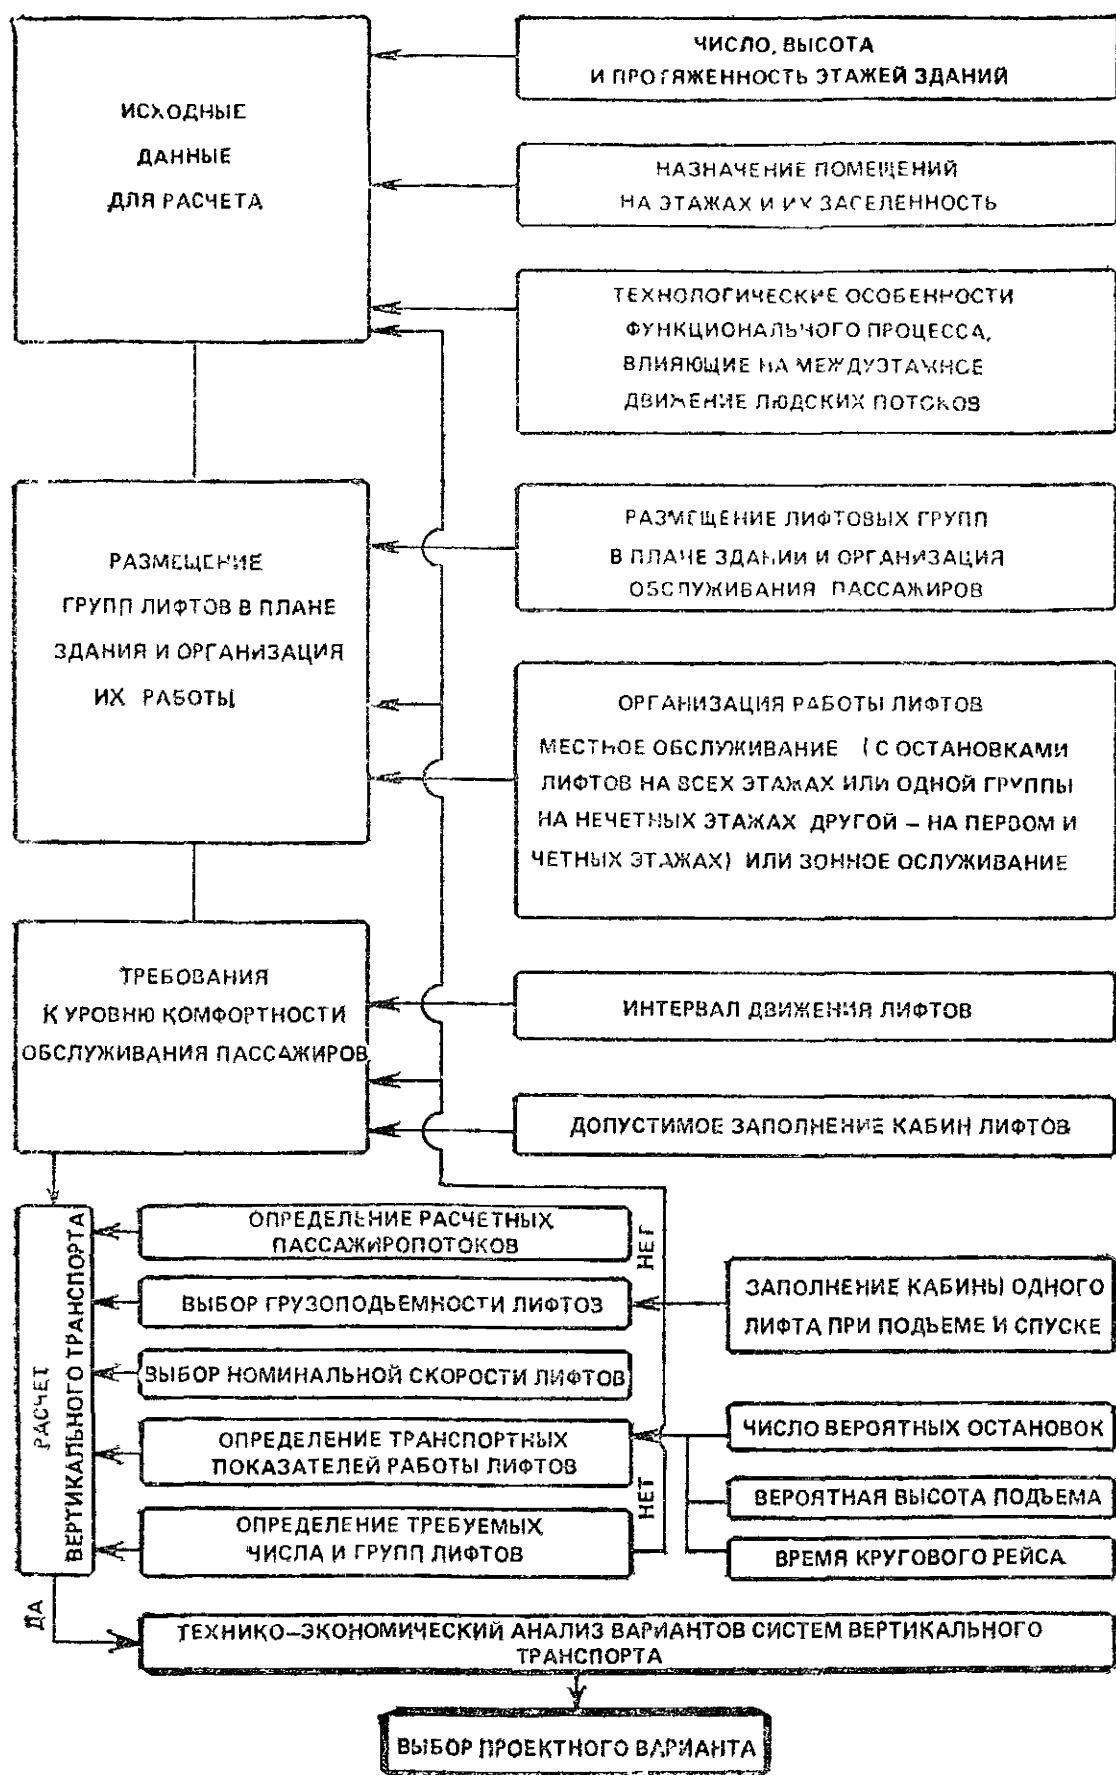 ИСХОДНЫЕ
ДАННЫЕ
ДЛЯ РАСЧЕТА
ЧИСЛО, ВЫСОТА
И ПРОТЯЖЕННОСТЬ ЭТАЖЕЙ ЗДАНИЙ
НАЗНАЧЕНИЕ ПОМЕЩЕНИЙ
НА ЭТАЖАХ И ИХ ЗАСЕЛЕННОСТЬ
ТЕХНОЛОГИЧЕСКИЕ ОСОБЕННОСТИ
ФУНКЦИОНАЛЬНОГО ПРОЦЕССА,
ВЛИЯЮЩИЕ НА МЕЖДУЭТАЖНОЕ
ДВИЖЕНИЕ ЛЮДСКИХ ПОТОКОВ
РАЗМЕЩЕНИЕ
ГРУПП ЛИФТОВ В ПЛАНЕ
ЗДАНИЯ И ОРГАНИЗАЦИЯ
ИХ РАБОТЫ
РАЗМЕЩЕНИЕ ЛИФТОВЫХ ГРУПП
В ПЛАНЕ ЗДАНИИ И ОРГАНИЗАЦИЯ
ОБСЛУЖИВАНИЯ ПАССАЖИРОВ
ОРГАНИЗАЦИЯ РАБОТЫ ЛИФТОВ
МЕСТНОЕ ОБСЛУЖИВАНИЕ (С ОСТАНОВКАМИ
ЛИФТОВ НА ВСЕХ ЭТАЖАХ ИЛИ ОДНОЙ ГРУППЫ
НА НЕЧЕТНЫХ ЭТАЖАХ ДРУГОЙ – НА ПЕРВОМ И
ЧЕТНЫХ ЭТАЖАХ) ИЛИ ЗОННОЕ ОСЛУЖИВАНИЕ
ТРЕБОВАНИЯ
К УРОВНЮ КОМФОРТНОСТИ
ОБСЛУЖИВАНИЯ ПАССАЖИРОВ
ИНТЕРВАЛ ДВИЖЕНИЯ ЛИФТОВ
ДОПУСТИМОЕ ЗАПОЛНЕНИЕ КАБИН ЛИФТОВ
РАСЧЕТ
ВЕРТИКАЛЬНОГО ТРАНСПОРТА
ОПРЕДЕЛЕНИЕ РАСЧЕТНЫХ
ПАССАЖИРОПОТОКОВ
НЕТ
ВЫБОР ГРУЗОПОДЪЕМНОСТИ ЛИФТОВ
ЗАПОЛНЕНИЕ КАБИНЫ ОДНОГО
ЛИФТА ПРИ ПОДЪЕМЕ И СПУСКЕ
ВЫБОР НОМИНАЛЬНОЙ СКОРОСТИ ЛИФТОВ
ОПРЕДЕЛЕНИЕ ТРАНСПОРТНЫХ
ПОКАЗАТЕЛЕЙ РАБОТЫ ЛИФТОВ
ЧИСЛО ВЕРОЯТНЫХ ОСТАНОВОК
ВЕРОЯТНАЯ ВЫСОТА ПОДЪЕМА
ВРЕМЯ КРУГОВОГО РЕЙСА
НЕТ
ОПРЕДЕЛЕНИЕ ТРЕБУЕМЫХ
ЧИСЛА И ГРУПП ЛИФТОВ
ДА
ТЕХНИКО–ЭКОНОМИЧЕСКИЙ АНАЛИЗ ВАРИАНТОВ СИСТЕМ ВЕРТИКАЛЬНОГО
ТРАНСПОРТА
ВЫБОР ПРОЕКТНОГО ВАРИАНТА